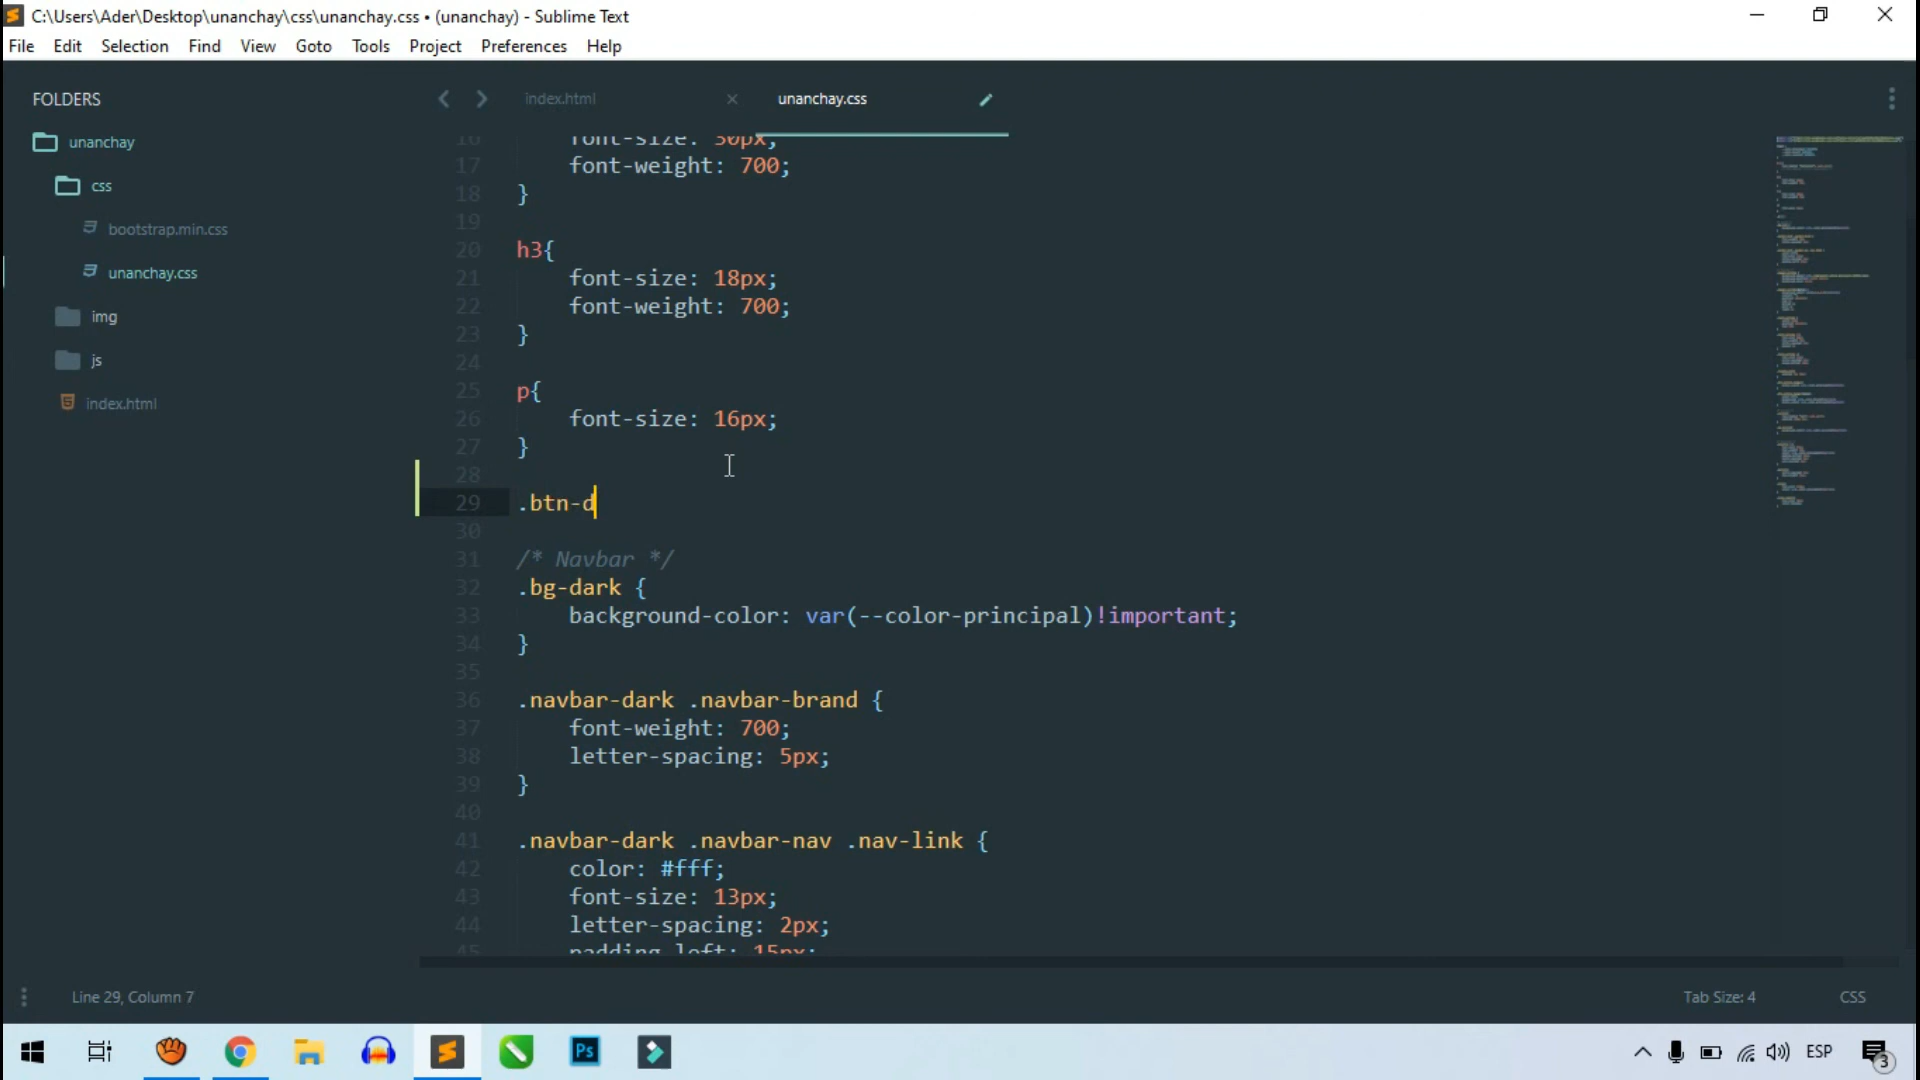 C:\Users\Ader\Desktop\unanchay\css\unanchay.css • (unanchay) - Sublime Text
File Edit Selection Find View Goto Tools Project Preferences Help
FOLDERS
unanchay
css
bootstrap.min.css
unanchay.css
img
js
index.html
index.html
unanchay.css
16 font-size: 30px;
17 font-weight: 700;
18 }
19
20 h3{
21 font-size: 18px;
22 font-weight: 700;
23 }
24
25 p{
26 font-size: 16px;
27 }
28
29 .btn-d
30
31 /* Navbar */
32 .bg-dark {
33 background-color: var(--color-principal)!important;
34 }
35
36 .navbar-dark .navbar-brand {
37 font-weight: 700;
38 letter-spacing: 5px;
39 }
40
41 .navbar-dark .navbar-nav .nav-link {
42 color: #fff;
43 font-size: 13px;
44 letter-spacing: 2px;
45 padding-left: 15px;
Line 29, Column 7
Tab Size: 4
CSS
Ps
ESP
3